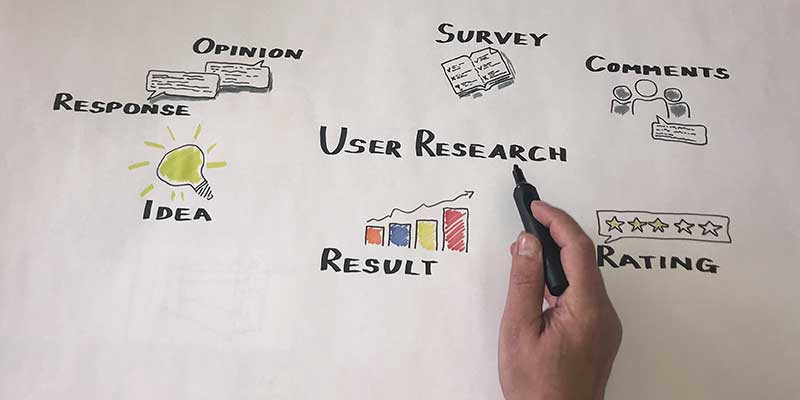 SURVEY
OPINION
COMMENTS
RESPONSE
USER RESEARCH
IDEA
RESULT
RATING